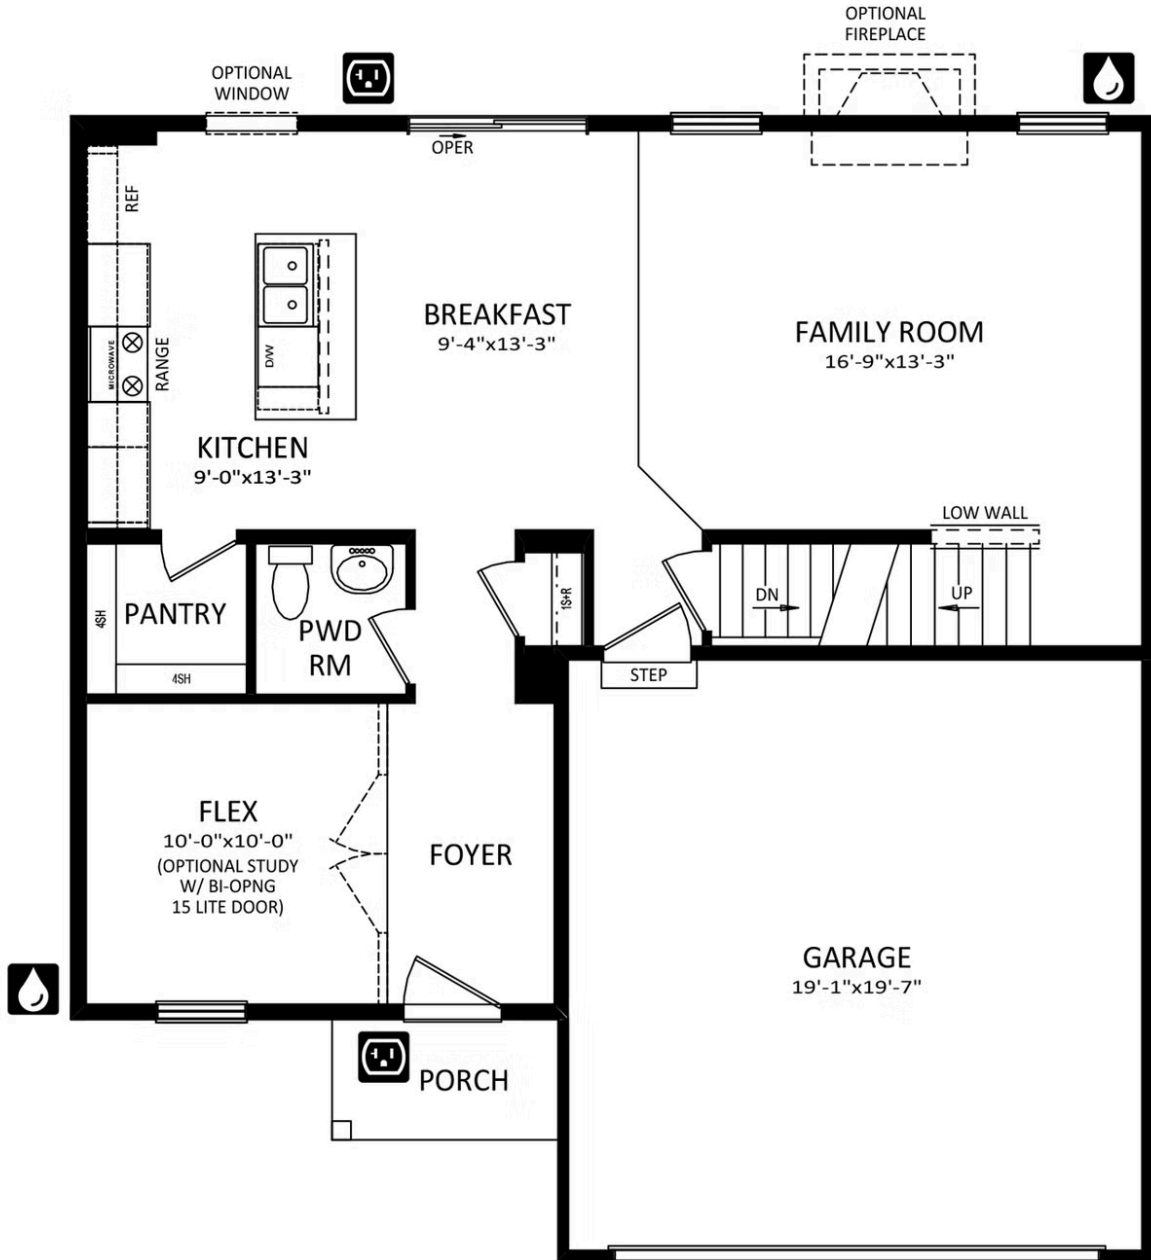 OPTIONAL
FIREPLACE
OPTIONAL
WINDOW
OPER
REF
MICROWAVE
RANGE
D/W
BREAKFAST
9'-4"x13'-3"
FAMILY ROOM
16'-9"x13'-3"
KITCHEN
9'-0"x13'-3"
LOW WALL
PANTRY
4SH
4SH
PWD
RM
1S+R
DN
UP
STEP
FLEX
10'-0"x10'-0"
(OPTIONAL STUDY
W/ BI-OPNG
15 LITE DOOR)
FOYER
GARAGE
19'-1"x19'-7"
PORCH